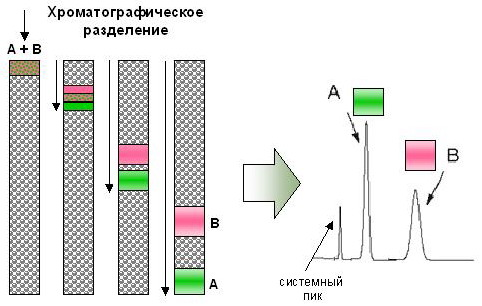 Хроматографическое
разделение
A + B
B
A
A
B
системный
пик